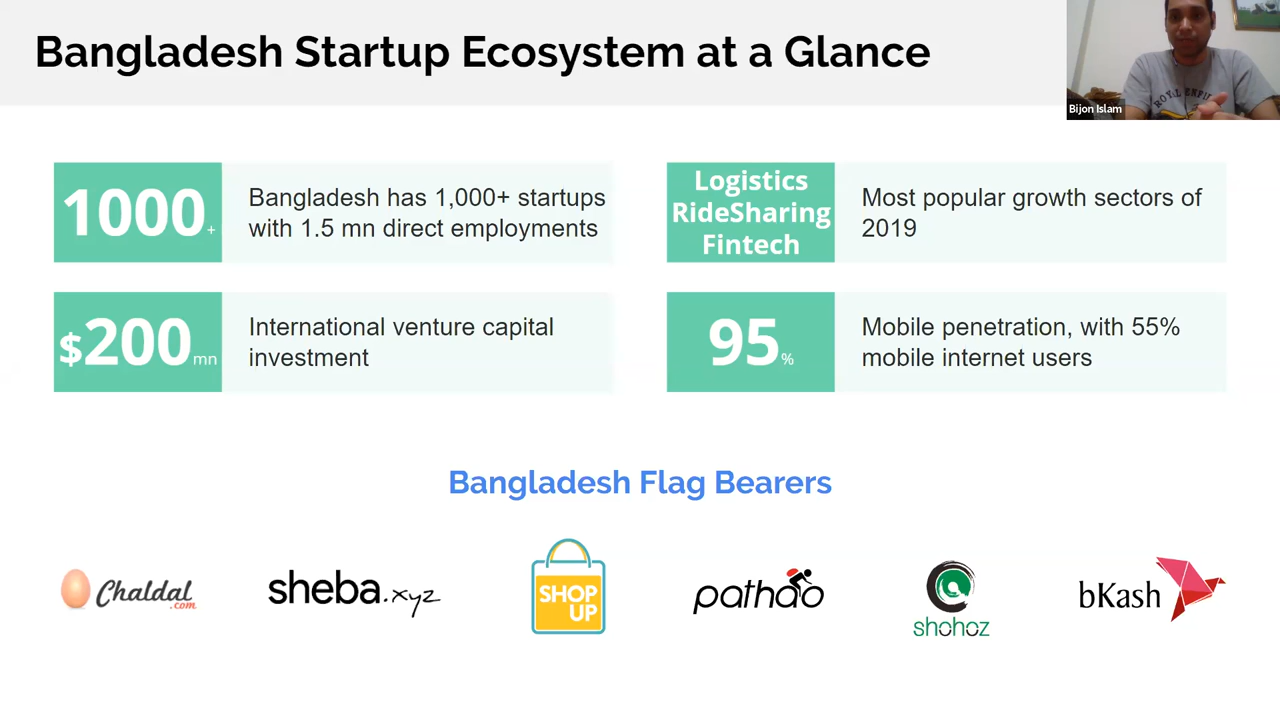 Bangladesh Startup Ecosystem at a Glance
Bijon Islam
1000+
Bangladesh has 1,000+ startups
with 1.5 mn direct employments
Logistics
RideSharing
Fintech
Most popular growth sectors of
2019
$200mn
International venture capital
investment
95%
Mobile penetration, with 55%
mobile internet users
Bangladesh Flag Bearers
Chaldal
.com
sheba.xyz
SHOP
UP
pathao
shohoz
bKash